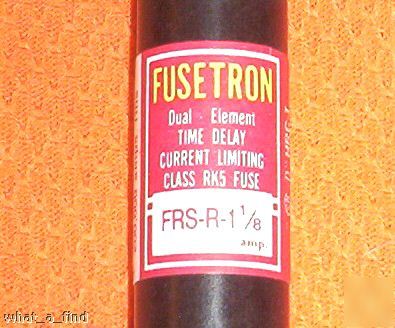 FUSETRON
Dual - Element
TIME DELAY
CURRENT LIMITING
CLASS RK5 FUSE
FRS-R-1 1/8
amp.
what_a_find